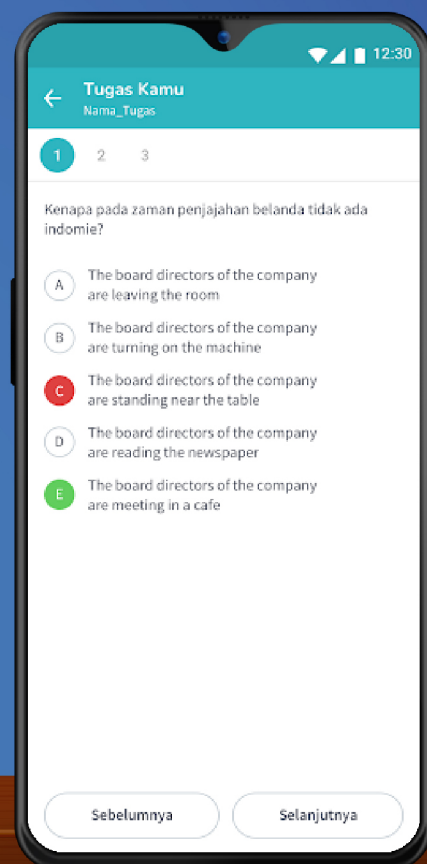 12:30
Tugas Kamu
Nama_Tugas
1 2 3
Kenapa pada zaman penjajahan belanda tidak ada
indomie?
A The board directors of the company
are leaving the room
B The board directors of the company
are turning on the machine
C The board directors of the company
are standing near the table
D The board directors of the company
are reading the newspaper
E The board directors of the company
are meeting in a cafe
Sebelumnya Selanjutnya